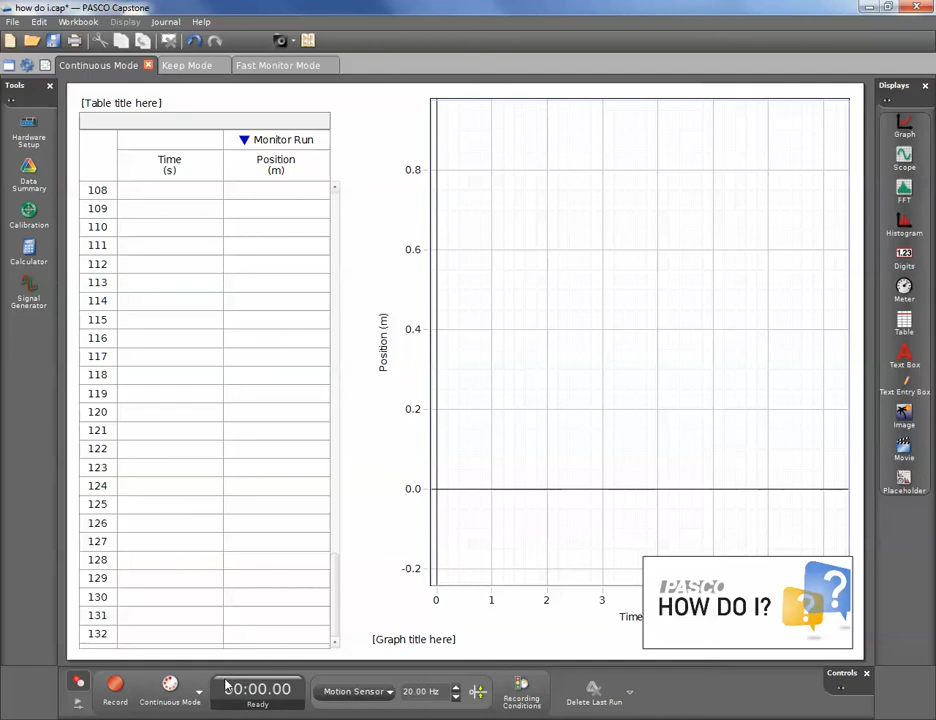 how do i.cap* — PASCO Capstone
File Edit Workbook Display Journal Help
Continuous Mode Keep Mode Fast Monitor Mode
Tools
Hardware
Setup
Data
Summary
Calibration
Calculator
Signal
Generator
[Table title here]
Monitor Run
Time
(s)
Position
(m)
108
109
110
111
112
113
114
115
116
117
118
119
120
121
122
123
124
125
126
127
128
129
130
131
132
Position (m)
0.8
0.6
0.4
0.2
0.0
-0.2
0 1 2 3
Time
[Graph title here]
PASCO
HOW DO I?
Displays
Graph
Scope
FFT
Histogram
1.23
Digits
Meter
Table
Text Box
Text Entry Box
Image
Movie
Placeholder
Record
Continuous Mode
00:00.00
Ready
Motion Sensor
20.00 Hz
Recording
Conditions
Delete Last Run
Controls